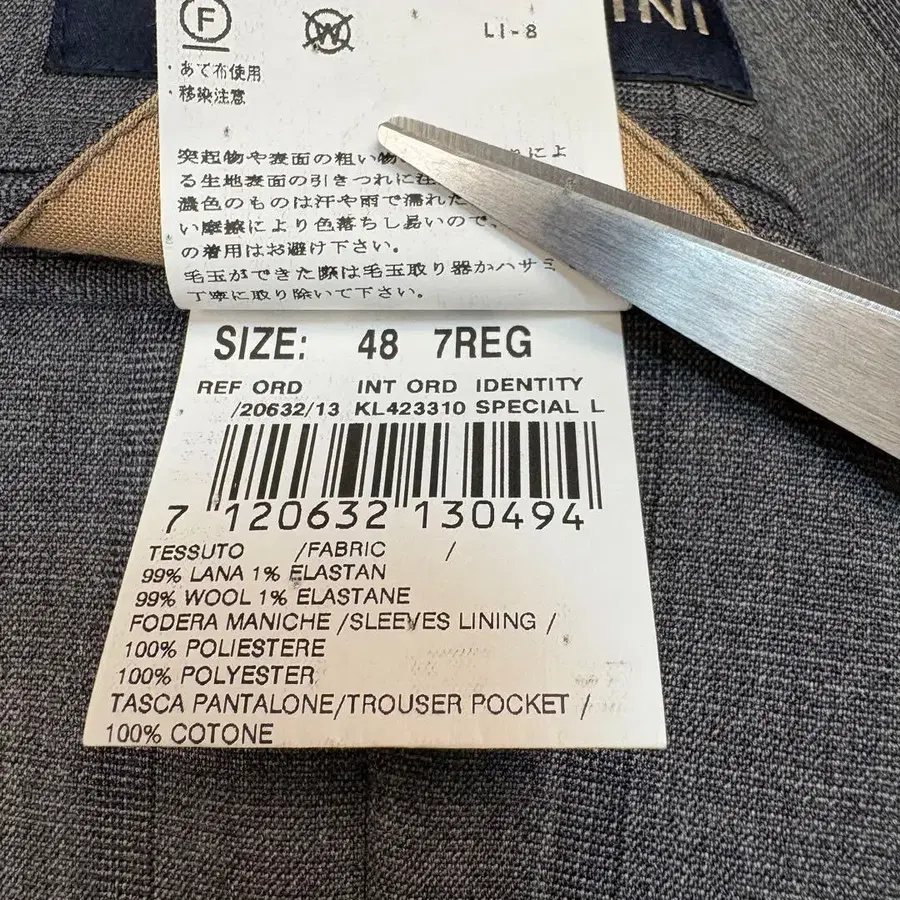 F
W
LI-8
INI
・あて布使用
・移染注意
突起物や表面の粗い物 によ
る生地表面の引きつれに注
濃色のものは汗や雨で濡れた
い摩擦により色落ちし易いので、
の着用はお避け下さい。
毛玉ができた際は毛玉取り器かハサミ
丁寧に取り除いて下さい。
SIZE: 48 7REG
REF ORD INT ORD IDENTITY
/20632/13 KL423310 SPECIAL L
7 120632 130494
TESSUTO /FABRIC /
99% LANA 1% ELASTAN
99% WOOL 1% ELASTANE
FODERA MANICHE /SLEEVES LINING /
100% POLIESTERE
100% POLYESTER
TASCA PANTALONE/TROUSER POCKET /
100% COTONE